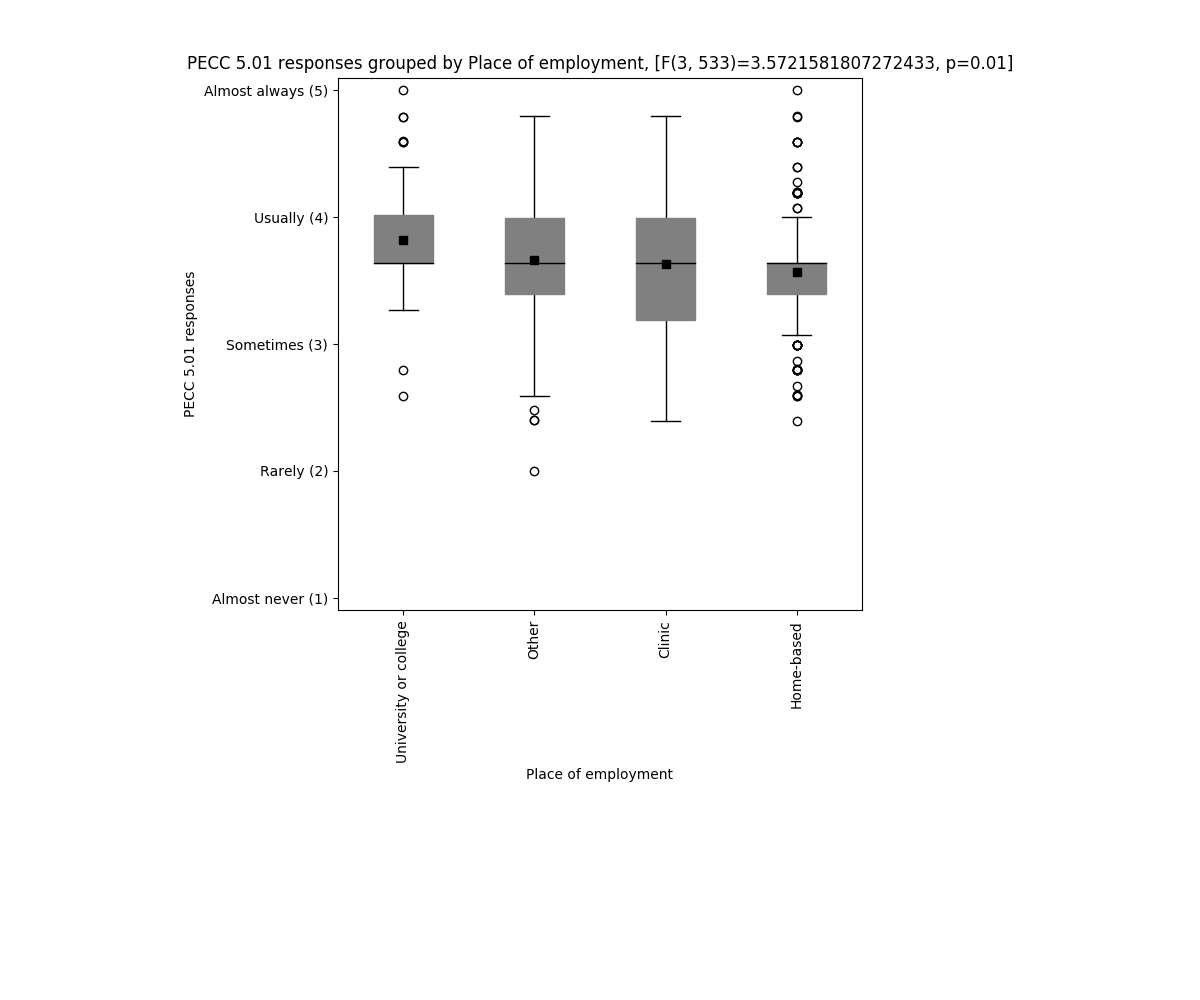 PECC 5.01 responses grouped by Place of employment, [F(3, 533)=3.5721581807272433, p=0.01]
Almost always (5)
Usually (4)
Sometimes (3)
Rarely (2)
Almost never (1)
PECC 5.01 responses
University or college
Other
Clinic
Home-based
Place of employment